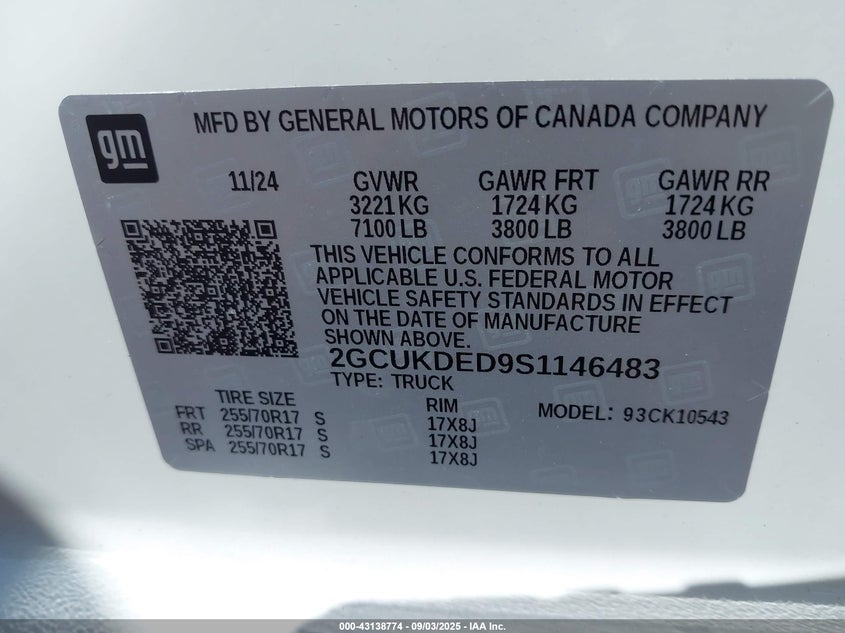 gm
MFD BY GENERAL MOTORS OF CANADA COMPANY
11/24 GVWR GAWR FRT GAWR RR
3221 KG 1724 KG 1724 KG
7100 LB 3800 LB 3800 LB
THIS VEHICLE CONFORMS TO ALL
APPLICABLE U.S. FEDERAL MOTOR
VEHICLE SAFETY STANDARDS IN EFFECT
ON THE DATE OF MANUFACTURE
SHOWN ABOVE.
2GCUKDED9S1146483
TYPE: TRUCK
TIRE SIZE RIM MODEL: 93CK10543
FRT 255/70R17 S 17X8J
RR 255/70R17 S 17X8J
SPA 255/70R17 S 17X8J
000-43138774 - 09/03/2025 - IAA Inc.